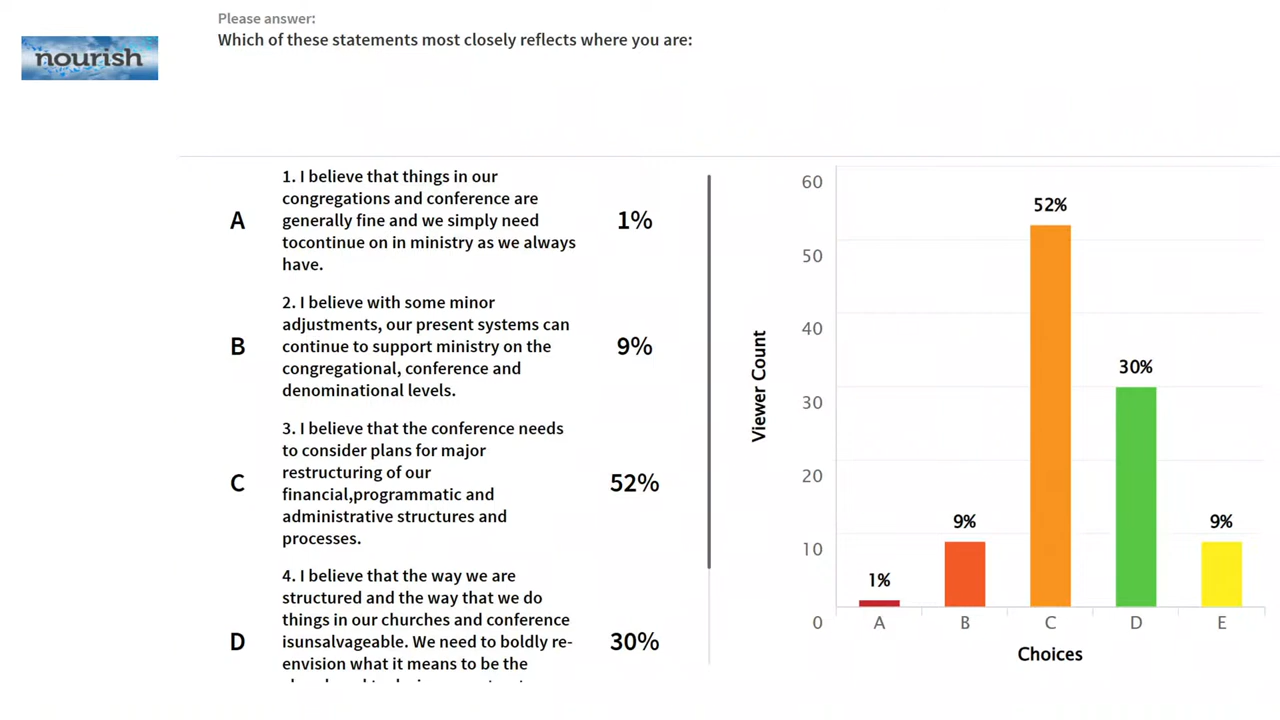 Please answer:
Which of these statements most closely reflects where you are:
nourish
A
1. I believe that things in our
congregations and conference are
generally fine and we simply need
tocontinue on in ministry as we always
have.
1%
B
2. I believe with some minor
adjustments, our present systems can
continue to support ministry on the
congregational, conference and
denominational levels.
9%
C
3. I believe that the conference needs
to consider plans for major
restructuring of our
financial,programmatic and
administrative structures and
processes.
52%
D
4. I believe that the way we are
structured and the way that we do
things in our churches and conference
isunsalvageable. We need to boldly re-
envision what it means to be the
30%
Viewer Count
60
50
40
30
20
10
0
1%
9%
52%
30%
9%
A
B
C
D
E
Choices